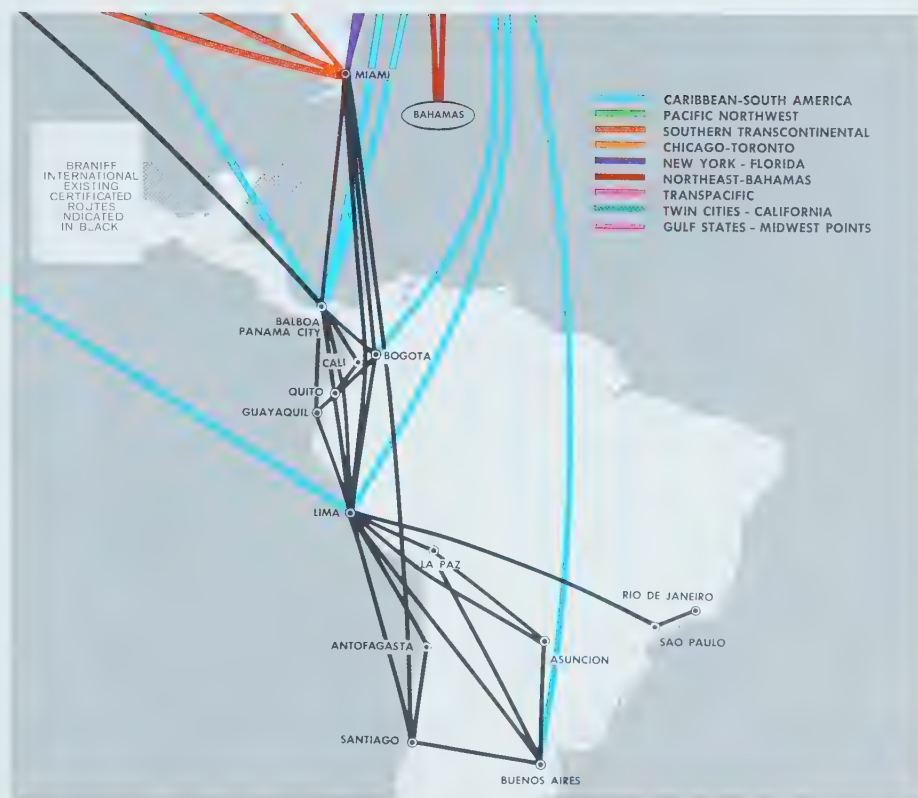 MIAMI
BAHAMAS
CARIBBEAN-SOUTH AMERICA
PACIFIC NORTHWEST
SOUTHERN TRANSCONTINENTAL
CHICAGO-TORONTO
NEW YORK - FLORIDA
NORTHEAST-BAHAMAS
TRANSPACIFIC
TWIN CITIES - CALIFORNIA
GULF STATES - MIDWEST POINTS
BRANIFF
INTERNATIONAL
EXISTING
CERTIFICATED
ROUTES
NDICATED
IN BLACK
BALBOA
PANAMA CITY
CALI
BOGOTA
QUITO
GUAYAQUIL
LIMA
LA PAZ
RIO DE JANEIRO
SAO PAULO
ANTOFAGASTA
ASUNCION
SANTIAGO
BUENOS AIRES